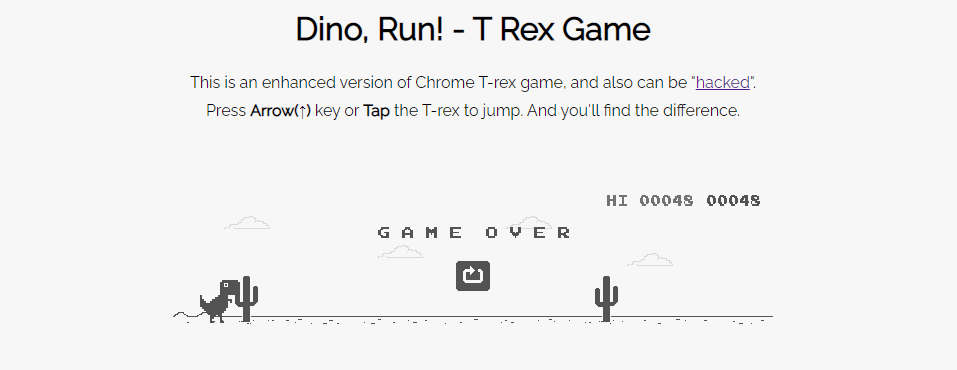 Dino, Run! - T Rex Game
This is an enhanced version of Chrome T-rex game, and also can be "hacked".
Press Arrow(↑) key or Tap the T-rex to jump. And you'll find the difference.
HI 00048 00048
GAME OVER